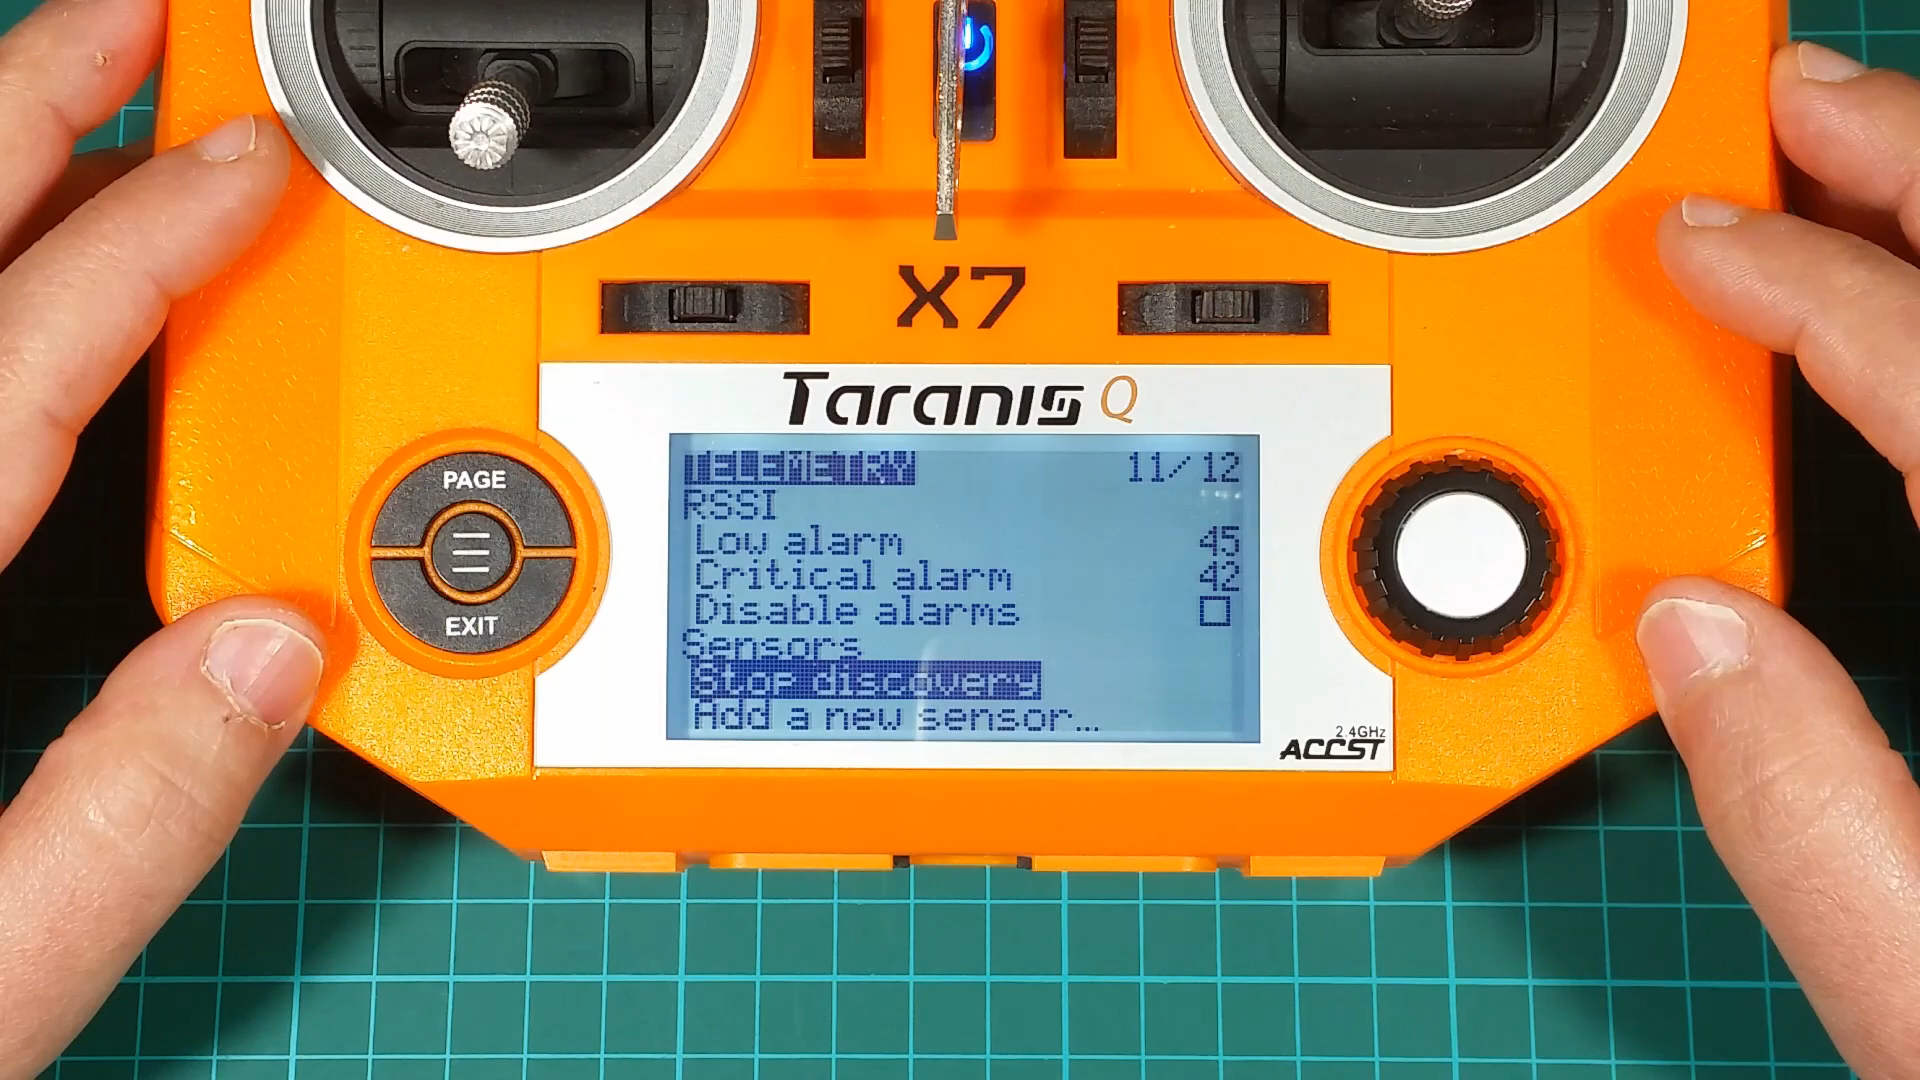 X7
Taranis Q
PAGE
EXIT
TELEMETRY 11/12
RSSI
Low alarm 45
Critical alarm 42
Disable alarms
Sensors
Stop discovery
Add a new sensor...
2.4GHz
ACCST